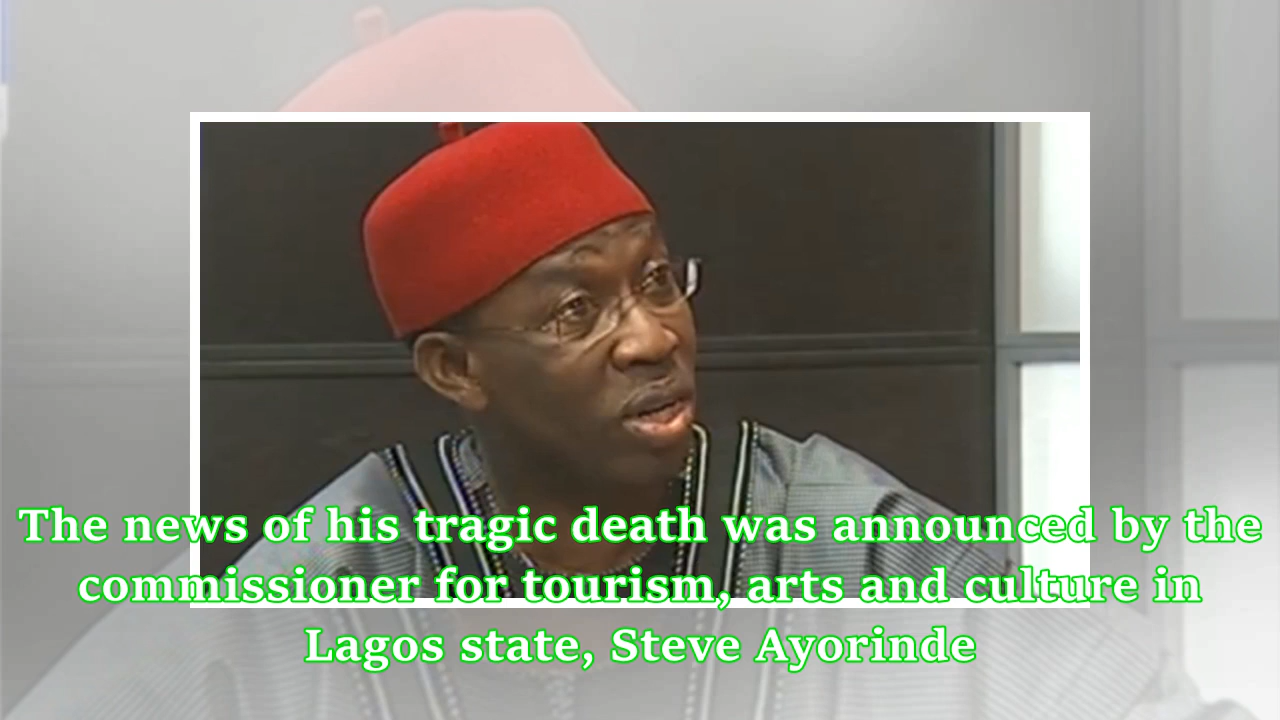 The news of his tragic death was announced by the
commissioner for tourism, arts and culture in
Lagos state, Steve Ayorinde